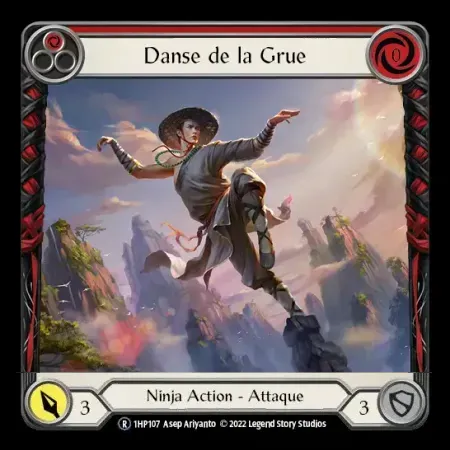 Danse de la Grue
0
Ninja Action - Attaque
3
3
R 1HP107 Asep Ariyanto © 2022 Legend Story Studios